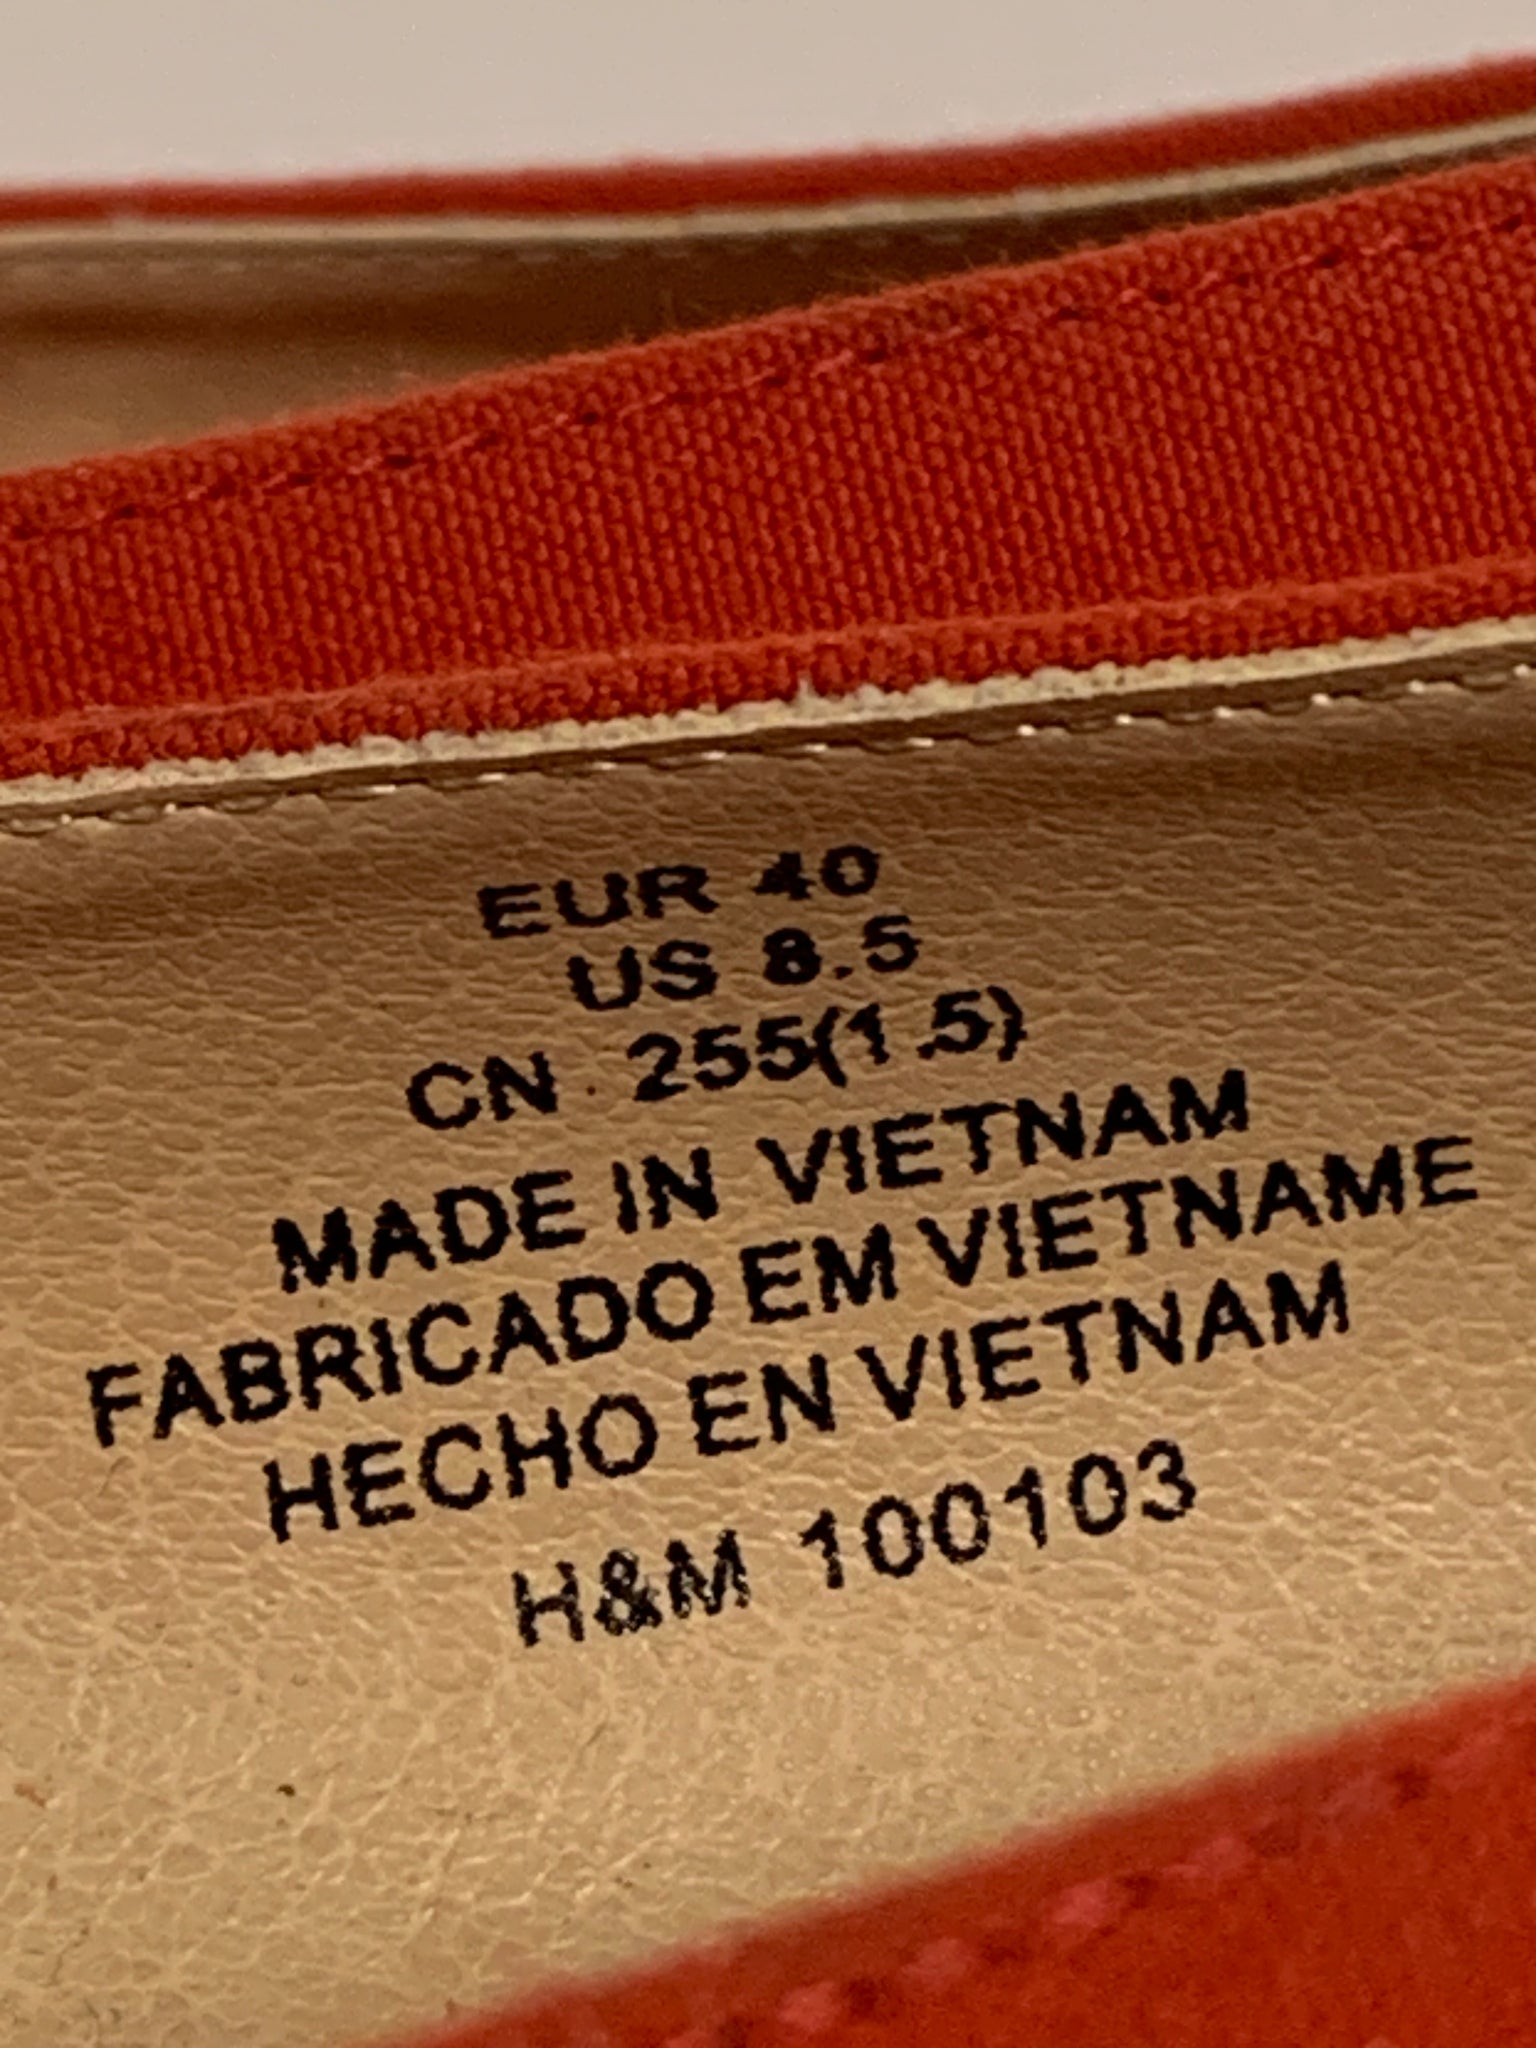 EUR 40
US 8.5
CN 255(1.5)
MADE IN VIETNAM
FABRICADO EM VIETNAME
HECHO EN VIETNAM
H&M 100103